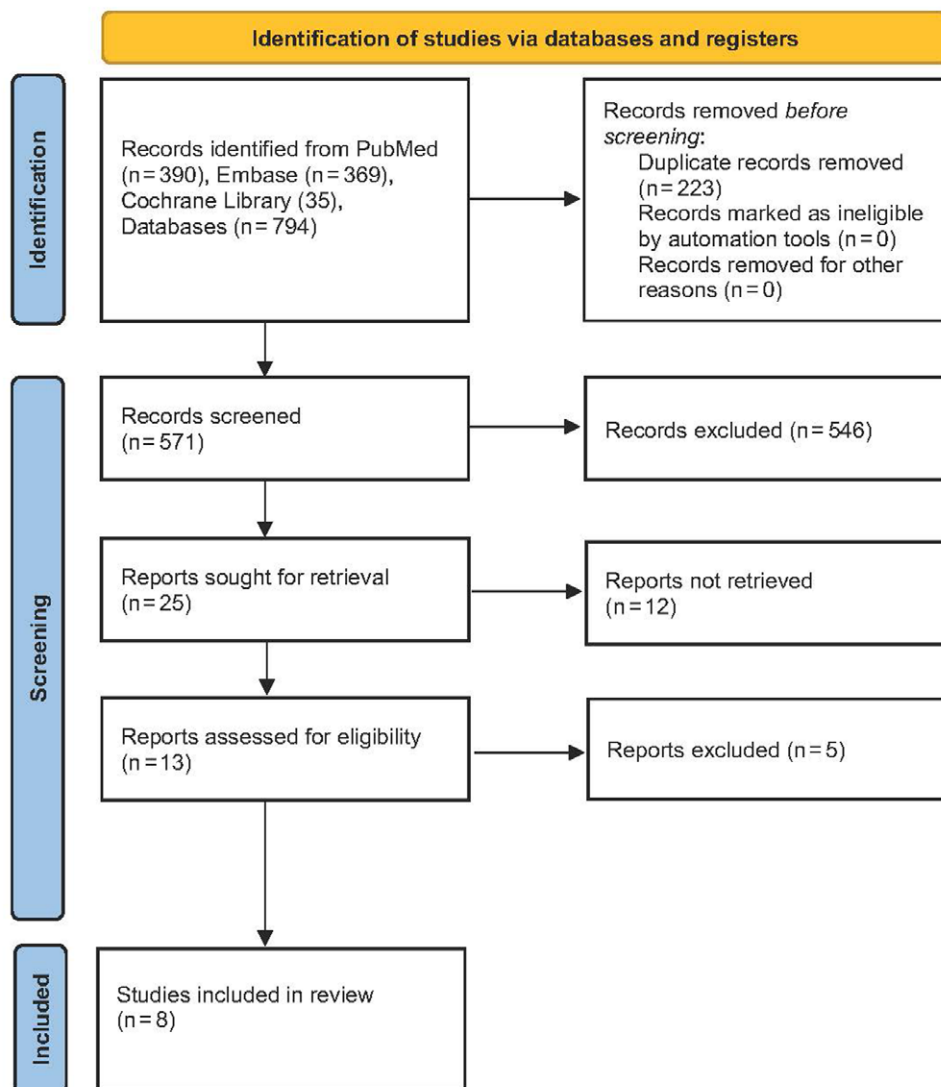 Identification of studies via databases and registers
Identification
Records identified from PubMed
(n = 390), Embase (n = 369),
Cochrane Library (35),
Databases (n = 794)
Records removed before
screening:
Duplicate records removed
(n = 223)
Records marked as ineligible
by automation tools (n = 0)
Records removed for other
reasons (n = 0)
Screening
Records screened
(n = 571)
Records excluded (n = 546)
Reports sought for retrieval
(n = 25)
Reports not retrieved
(n = 12)
Reports assessed for eligibility
(n = 13)
Reports excluded (n = 5)
Included
Studies included in review
(n = 8)